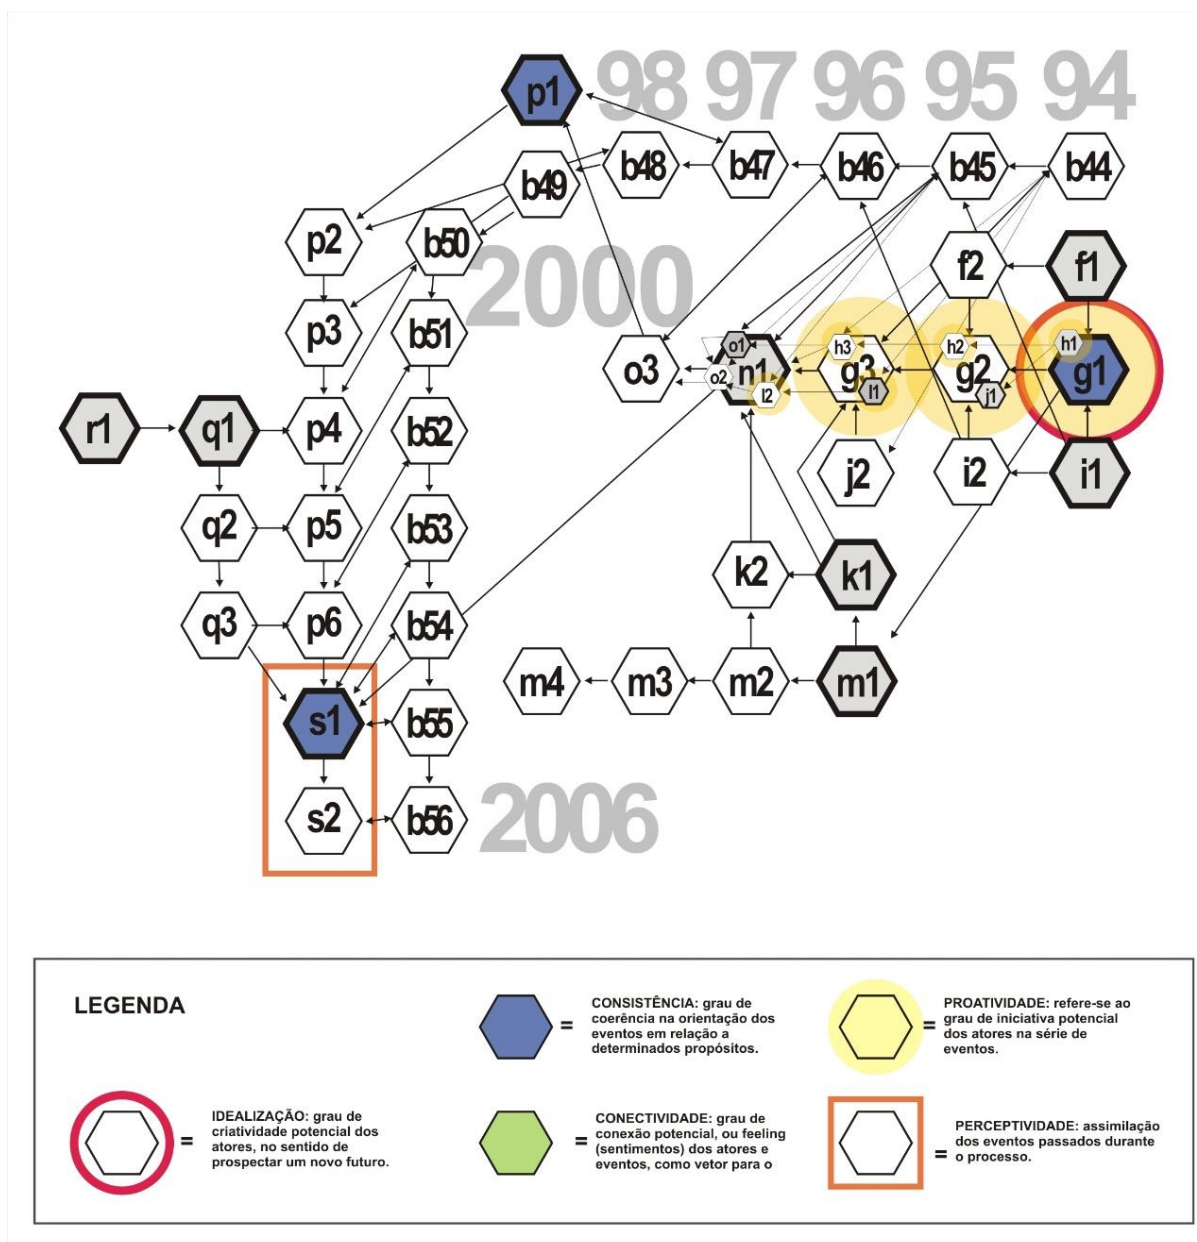 98 97 96 95 94
p1
b49 b48 b47 b46 b45 b44
p2 b50 f2 f1
2000
p3 b51
o1 h3 h2 h1
o3 o2 n1 g3 g2 g1
l2 l1 j1
r1 q1 p4 b52
j2 i2 i1
q2 p5 b53
k2 k1
q3 p6 b54
m4 m3 m2 m1
s1 b55
s2 b56
2006
LEGENDA
CONSISTÊNCIA: grau de
coerência na orientação dos
eventos em relação a
determinados propósitos.
=
PROATIVIDADE: refere-se ao
grau de iniciativa potencial
dos atores na série de
eventos.
=
IDEALIZAÇÃO: grau de
criatividade potencial dos
atores, no sentido de
prospectar um novo futuro.
=
CONECTIVIDADE: grau de
conexão potencial, ou feeling
(sentimentos) dos atores e
eventos, como vetor para o
=
PERCEPTIVIDADE: assimilação
dos eventos passados durante
o processo.
=